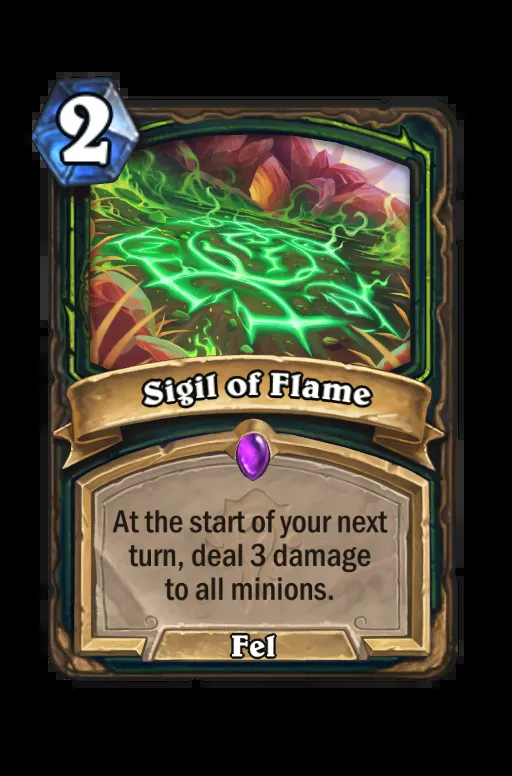 2
Sigil of Flame
At the start of your next
turn, deal 3 damage
to all minions.
Fel